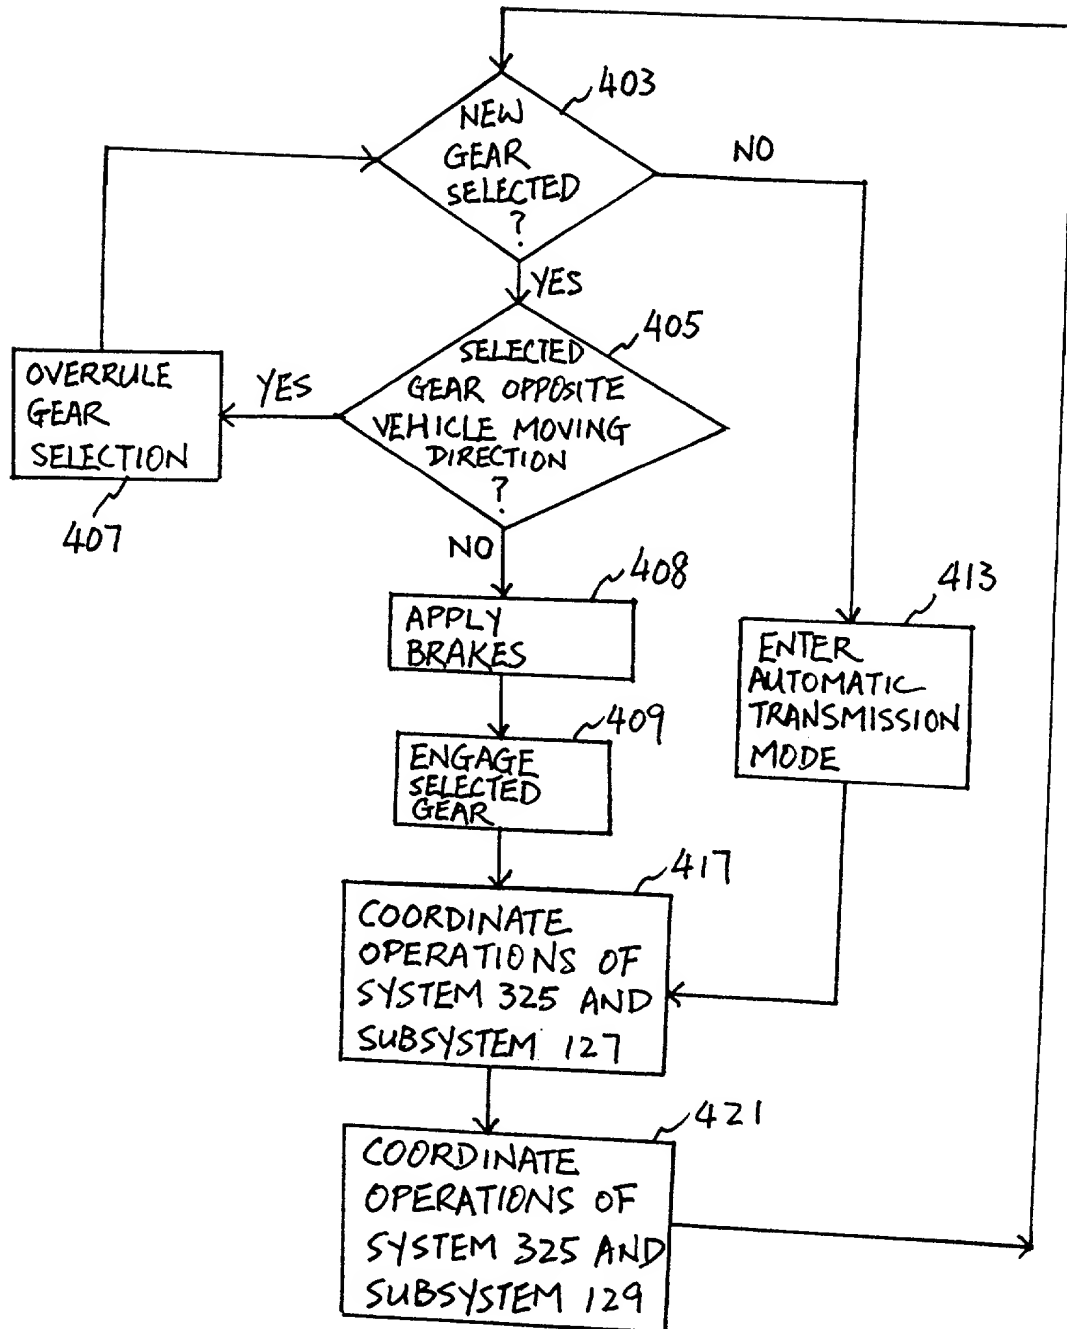 403
NEW
GEAR
SELECTED
?
NO
YES
405
SELECTED
GEAR OPPOSITE
VEHICLE MOVING
DIRECTION
?
YES
OVERRULE
GEAR
SELECTION
407
NO
408
APPLY
BRAKES
413
ENTER
AUTOMATIC
TRANSMISSION
MODE
409
ENGAGE
SELECTED
GEAR
417
COORDINATE
OPERATIONS OF
SYSTEM 325 AND
SUBSYSTEM 127
421
COORDINATE
OPERATIONS OF
SYSTEM 325 AND
SUBSYSTEM 129